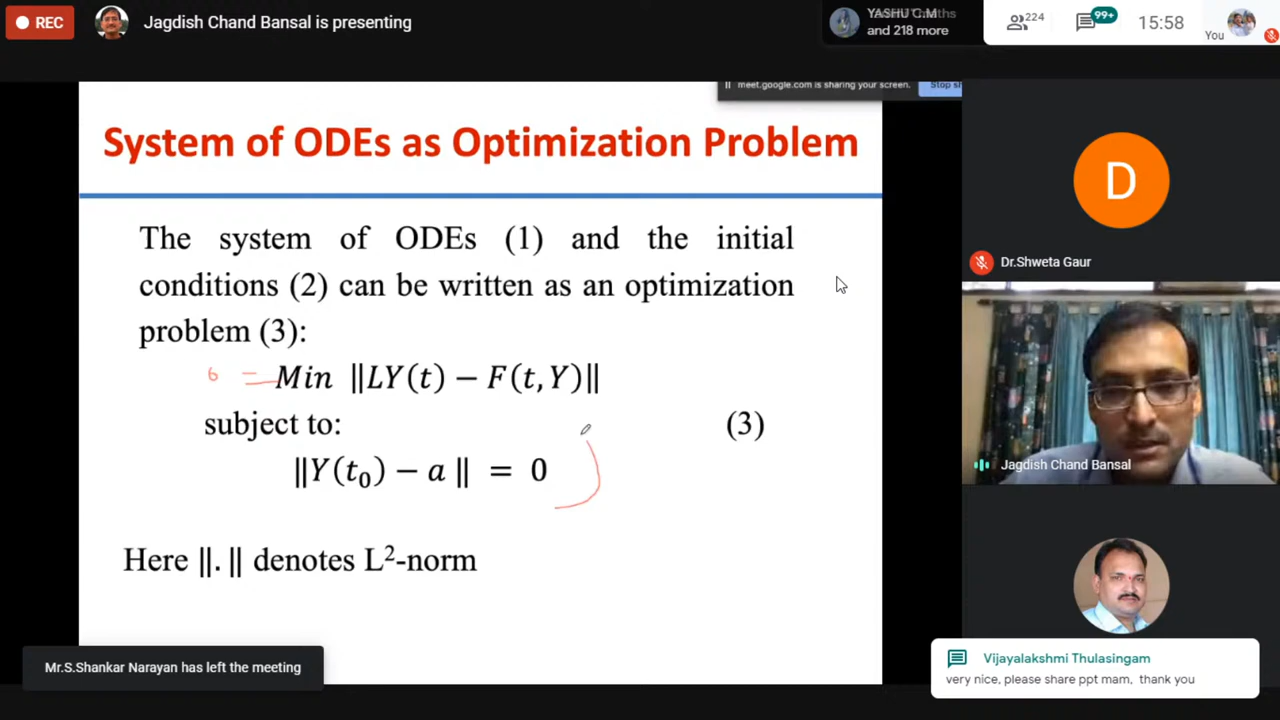 REC
Jagdish Chand Bansal is presenting
YASHU C.M
and 218 more
224
99+
15:58
You
meet.google.com is sharing your screen.
System of ODEs as Optimization Problem
The system of ODEs (1) and the initial
conditions (2) can be written as an optimization
problem (3):
Min ‖LY(t) − F(t, Y)‖
subject to: (3)
‖Y(t₀) − a ‖ = 0
Here ‖.‖ denotes L²-norm
D
Dr.Shweta Gaur
Jagdish Chand Bansal
Mr.S.Shankar Narayan has left the meeting
Vijayalakshmi Thulasingam
very nice, please share ppt mam, thank you